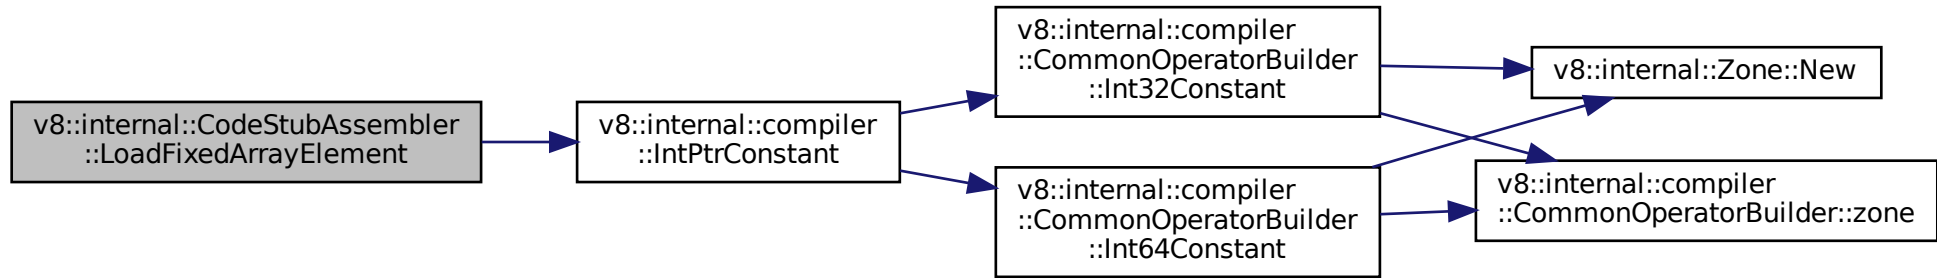 v8::internal::CodeStubAssembler
::LoadFixedArrayElement
v8::internal::compiler
::IntPtrConstant
v8::internal::compiler
::CommonOperatorBuilder
::Int32Constant
v8::internal::compiler
::CommonOperatorBuilder
::Int64Constant
v8::internal::Zone::New
v8::internal::compiler
::CommonOperatorBuilder::zone